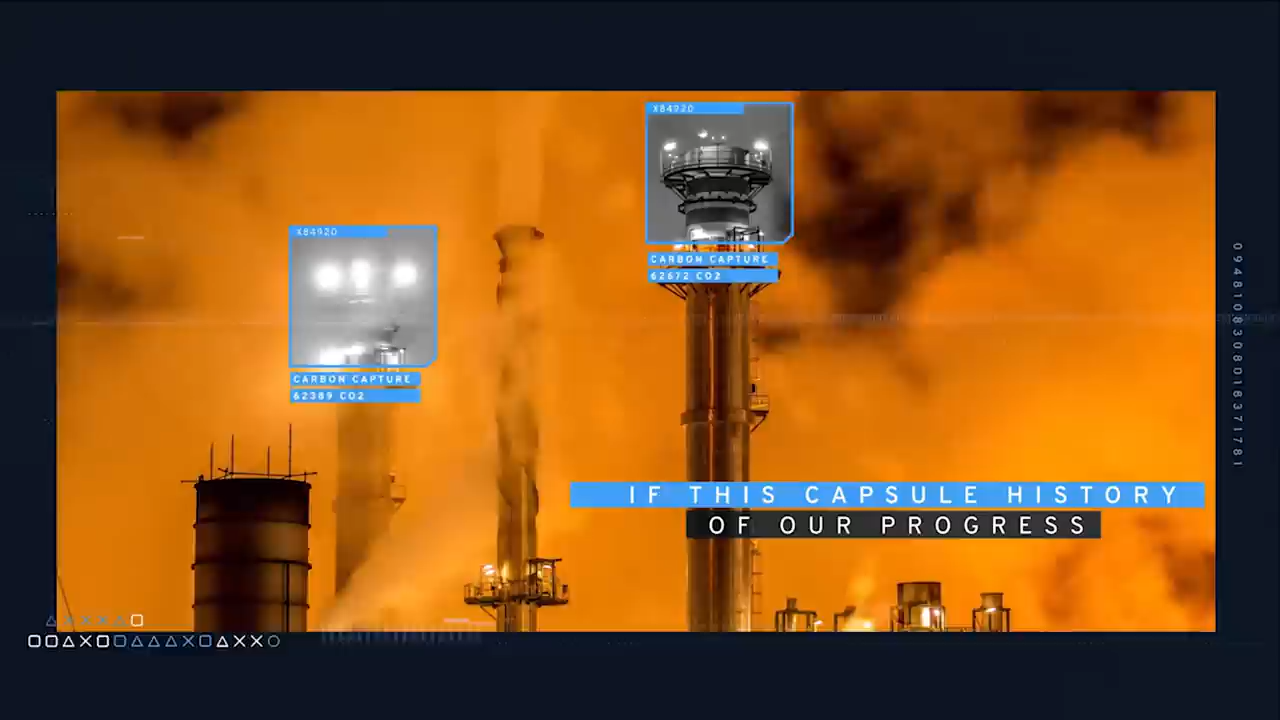 X84920
CARBON CAPTURE
62672 CO2
X84920
CARBON CAPTURE
62389 CO2
IF THIS CAPSULE HISTORY
OF OUR PROGRESS